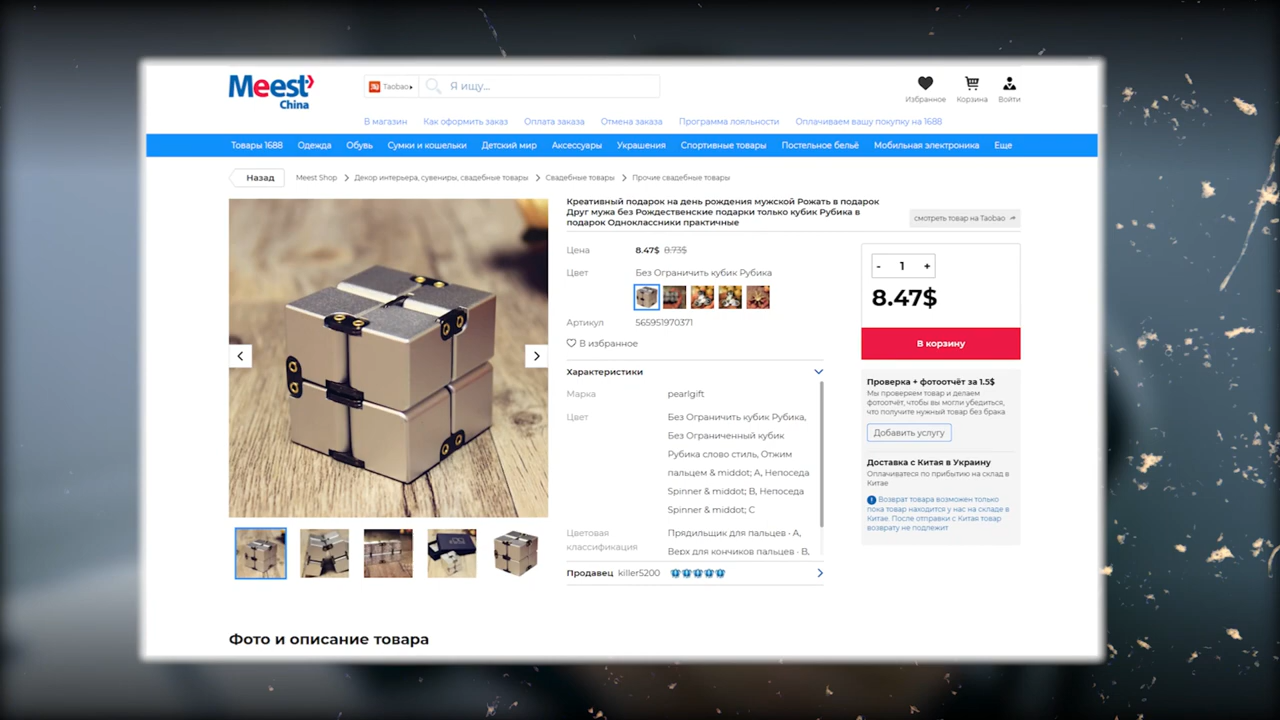 Meest
China
Taobao
Я ищу...
Избранное
Корзина
Войти
В магазин Как оформить заказ Оплата заказа Отмена заказа Программа лояльности Оплачиваем вашу покупку на 1688
Товары 1688 Одежда Обувь Сумки и кошельки Детский мир Аксессуары Украшения Спортивные товары Постельное бельё Мобильная электроника Еще
Назад
Meest Shop Декор интерьера, сувениры, свадебные товары Свадебные товары Прочие свадебные товары
Креативный подарок на день рождения мужской Рожать в подарок
Друг мужа без Рождественские подарки только кубик Рубика в
подарок Одноклассники практичные
смотреть товар на Taobao
Цена 8.47$ 8.73$
Цвет Без Ограничить кубик Рубика
Артикул 565951970371
В избранное
Характеристики
Марка pearlgift
Цвет Без Ограничить кубик Рубика,
Без Ограниченный кубик
Рубика слово стиль, Отжим
пальцем & middot; А, Непоседа
Spinner & middot; В, Непоседа
Spinner & middot; С
Цветовая
классификация
Прядильщик для пальцев - А,
Верх для кончиков пальцев - В,
Продавец killer5200
- 1 +
8.47$
В корзину
Проверка + фотоотчёт за 1.5$
Мы проверяем товар и делаем
фотоотчёт, чтобы вы могли убедиться,
что получите нужный товар без брака.
Добавить услугу
Доставка с Китая в Украину
Оплачивается по прибытию на склад в
Китае
Возврат товара возможен только
пока товар находится у нас на складе в
Китае. После отправки с Китая товар
возврату не подлежит
Фото и описание товара